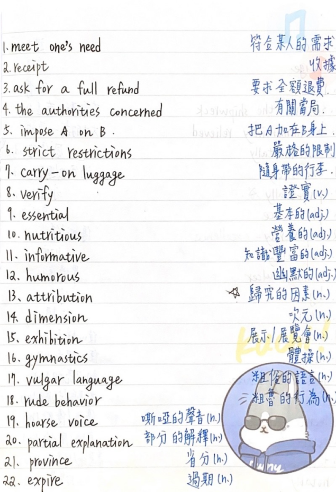 1. meet one's need 符合某人的需求
2. receipt 收據
3. ask for a full refund 要求全額退費
4. the authorities concerned 有關當局
5. impose A on B. 把A加在B身上.
6. strict restrictions 嚴格的限制
7. carry-on luggage 隨身帶的行李.
8. verify 證實(v.)
9. essential 基本的(adj.)
10. nutritious 營養的(adj.)
11. informative 知識豐富的(adj.)
12. humorous 幽默的(adj.)
13. attribution ☆ 歸究的因素(n.)
14. dimension 次元(n.)
15. exhibition 展示/展覽會(n.)
16. gymnastics 體操(n.)
17. vulgar language 粗俗的語言(n.)
18. rude behavior 粗魯的行為(n.)
19. hoarse voice 嘶啞的聲音(n.)
20. partial explanation 部分的解釋(n.)
21. province 省分(n.)
22. expire 過期(n.)